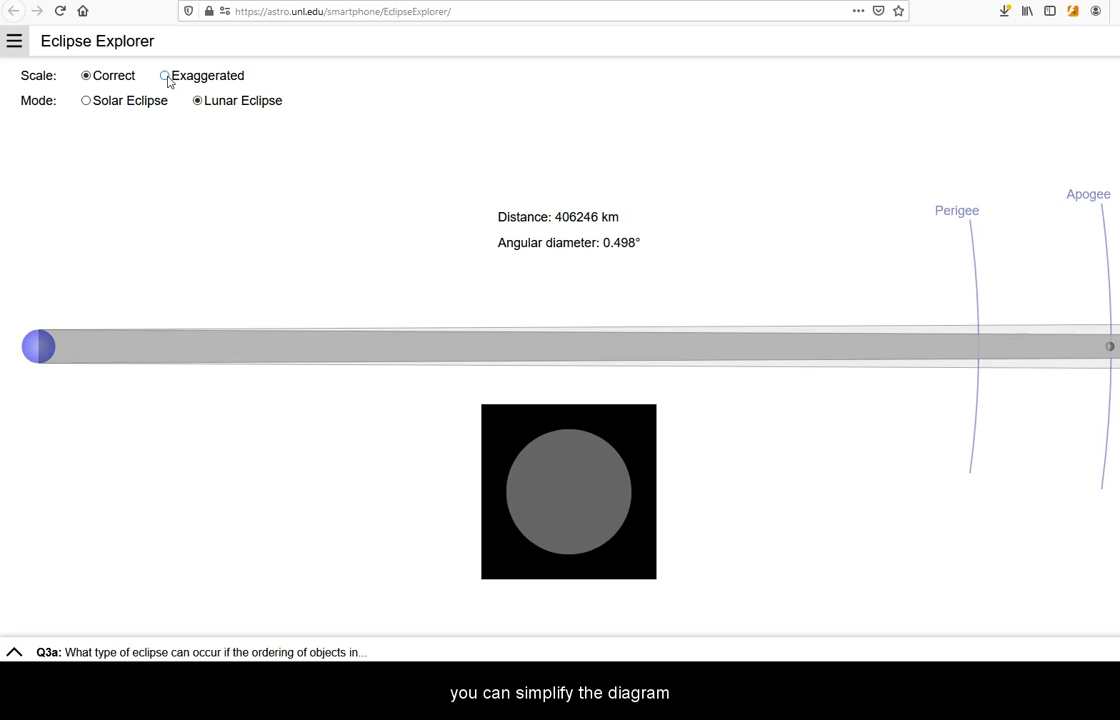 https://astro.unl.edu/smartphone/EclipseExplorer/
Eclipse Explorer
Scale: Correct Exaggerated
Mode: Solar Eclipse Lunar Eclipse
Apogee
Perigee
Distance: 406246 km
Angular diameter: 0.498°
Q3a: What type of eclipse can occur if the ordering of objects in...
you can simplify the diagram